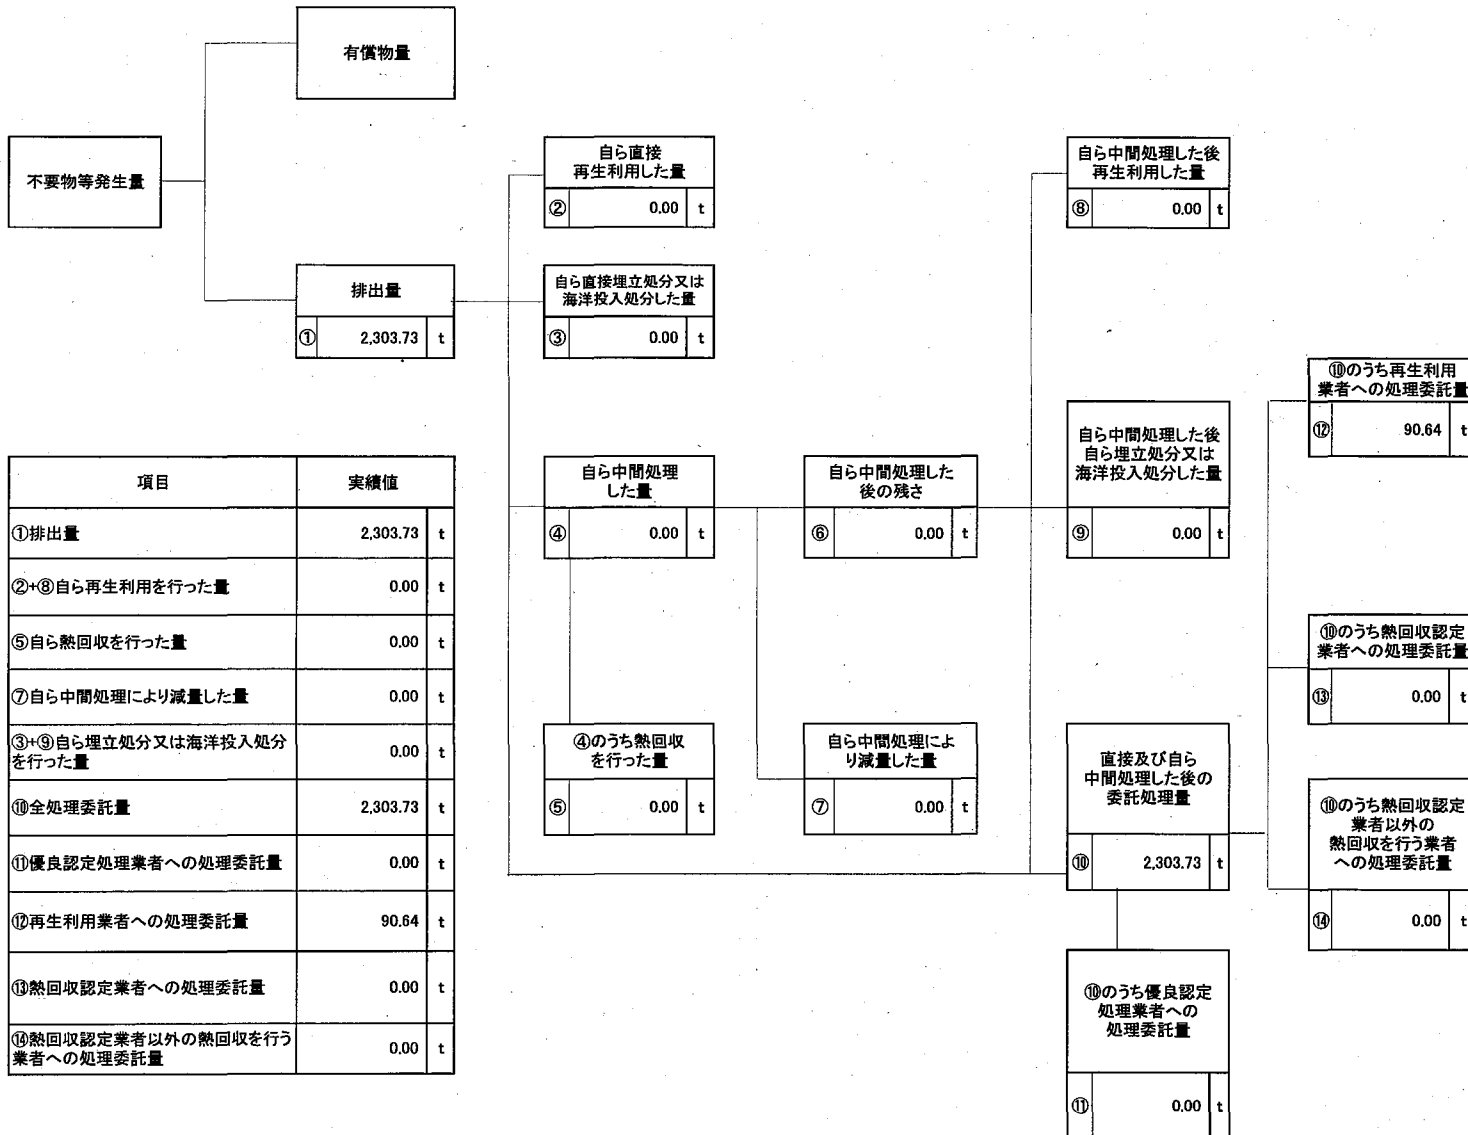 有償物量
不要物等発生量
排出量
① 2,303.73 t
自ら直接
再生利用した量
② 0.00 t
自ら直接埋立処分又は
海洋投入処分した量
③ 0.00 t
自ら中間処理した後
再生利用した量
⑧ 0.00 t
自ら中間処理
した量
④ 0.00 t
自ら中間処理した
後の残さ
⑥ 0.00 t
自ら中間処理した後
自ら埋立処分又は
海洋投入処分した量
⑨ 0.00 t
④のうち熱回収
を行った量
⑤ 0.00 t
自ら中間処理によ
り減量した量
⑦ 0.00 t
直接及び自ら
中間処理した後の
委託処理量
⑩ 2,303.73 t
⑩のうち優良認定
処理業者への
処理委託量
⑪ 0.00 t
⑩のうち再生利用
業者への処理委託量
⑫ 90.64 t
⑩のうち熱回収認定
業者への処理委託量
⑬ 0.00 t
⑩のうち熱回収認定
業者以外の
熱回収を行う業者
への処理委託量
⑭ 0.00 t
項目 実績値
①排出量 2,303.73 t
②+⑧自ら再生利用を行った量 0.00 t
⑤自ら熱回収を行った量 0.00 t
⑦自ら中間処理により減量した量 0.00 t
③+⑨自ら埋立処分又は海洋投入処分
を行った量 0.00 t
⑩全処理委託量 2,303.73 t
⑪優良認定処理業者への処理委託量 0.00 t
⑫再生利用業者への処理委託量 90.64 t
⑬熱回収認定業者への処理委託量 0.00 t
⑭熱回収認定業者以外の熱回収を行う
業者への処理委託量 0.00 t